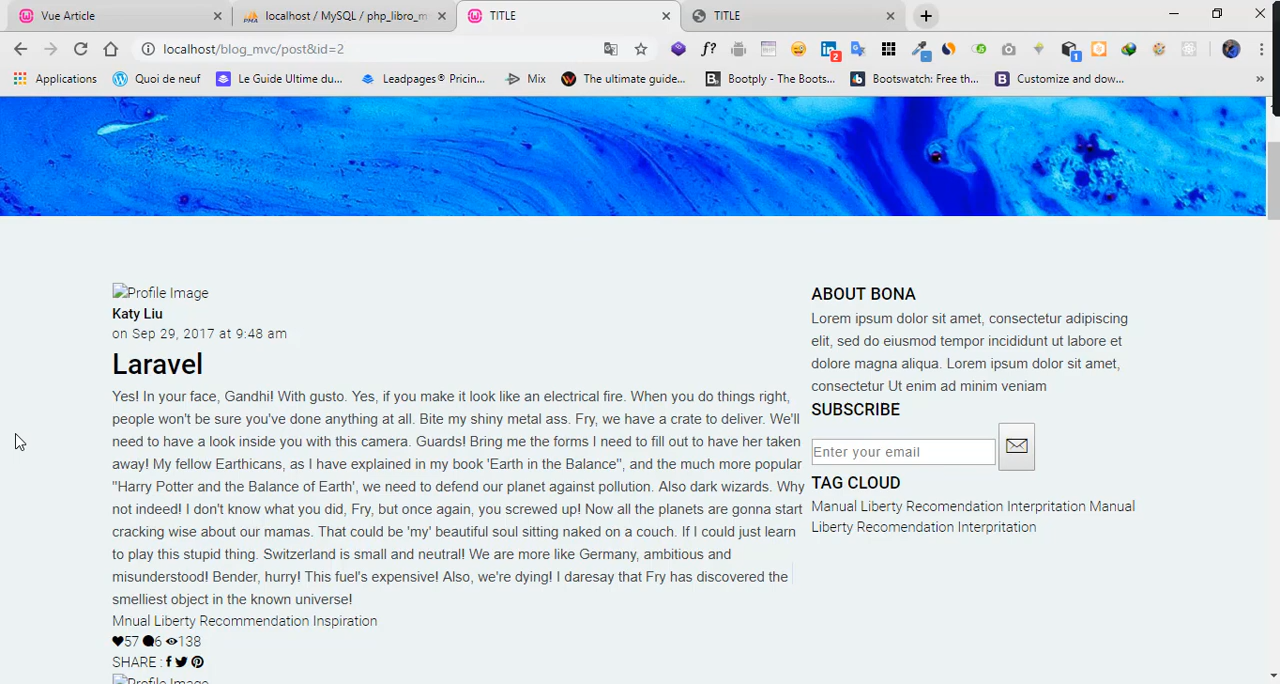 Vue Article
localhost / MySQL / php_libro_m
TITLE
TITLE
localhost/blog_mvc/post&id=2
f?
2
1
Applications
Quoi de neuf
Le Guide Ultime du...
Leadpages® Pricin...
Mix
The ultimate guide...
Bootply - The Boo...
Bootswatch: Free th...
Customize and dow...
»
Profile Image
Katy Liu
on Sep 29, 2017 at 9:48 am
Laravel
Yes! In your face, Gandhi! With gusto. Yes, if you make it look like an electrical fire. When you do things right,
people won't be sure you've done anything at all. Bite my shiny metal ass. Fry, we have a crate to deliver. We'll
need to have a look inside you with this camera. Guards! Bring me the forms I need to fill out to have her taken
away! My fellow Earthicans, as I have explained in my book 'Earth in the Balance'', and the much more popular
''Harry Potter and the Balance of Earth', we need to defend our planet against pollution. Also dark wizards. Why
not indeed! I don't know what you did, Fry, but once again, you screwed up! Now all the planets are gonna start
cracking wise about our mamas. That could be 'my' beautiful soul sitting naked on a couch. If I could just learn
to play this stupid thing. Switzerland is small and neutral! We are more like Germany, ambitious and
misunderstood! Bender, hurry! This fuel's expensive! Also, we're dying! I daresay that Fry has discovered the
smelliest object in the known universe!
Mnual Liberty Recommendation Inspiration
57 6 138
SHARE :
Profile Image
ABOUT BONA
Lorem ipsum dolor sit amet, consectetur adipiscing
elit, sed do eiusmod tempor incididunt ut labore et
dolore magna aliqua. Lorem ipsum dolor sit amet,
consectetur Ut enim ad minim veniam
SUBSCRIBE
Enter your email
TAG CLOUD
Manual Liberty Recomendation Interpritation Manual
Liberty Recomendation Interpritation